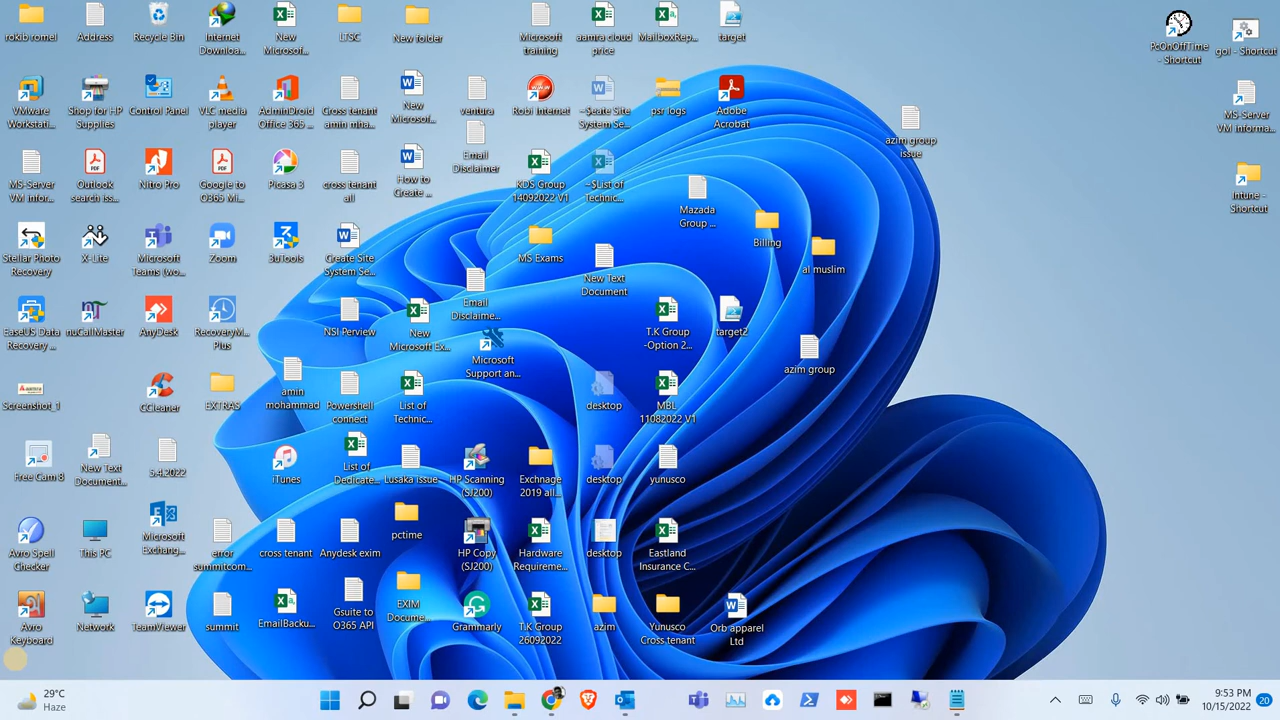 rokib romel
Address
Recycle Bin
Internet
Downloa...
New
Microsof...
LTSC
New folder
Microsoft
training
aamra cloud
price
MailboxRep...
target
PcOnOffTime
- Shortcut
gol - Shortcut
VMware
Workstati...
Shop for HP
Supplies
Control Panel
VLC media
player
AdminDroid
Office 365 ...
Cross tenant
amin mha...
New
Microsof...
ventura
Robi Internet
~$eate Site
System Se...
psr logs
Adobe
Acrobat
azim group
issue
MS-Server
VM informa...
MS-Server
VM infor...
Outlook
search iss...
Nitro Pro
Google to
O365 Mi...
Picasa 3
cross tenant
all
How to
Create ...
Email
Disclaimer
KDS Group
14092022 V1
~$List of
Technic...
Mazada
Group ...
Billing
Intune -
Shortcut
Stellar Photo
Recovery
X-Lite
Microsoft
Teams (wo...
Zoom
3uTools
Create Site
System Se...
MS Exams
New Text
Document
al muslim
EaseUS Data
Recovery ...
nuCallMaster
AnyDesk
RecoveryM...
Plus
NSI Perview
New
Microsoft Ex...
Email
Disclaime...
Microsoft
Support an...
T.K Group
-Option 2...
target2
azim group
Screenshot_1
CCleaner
EXTRAS
amin
mohammad
Powershell
connect
List of
Technic...
desktop
MBL
11082022 V1
Free Cam 8
New Text
Document...
5.4.2022
iTunes
List of
Dedicate...
Lusaka issue
HP Scanning
(SJ200)
Exchnage
2019 all...
desktop
yunusco
Avro Spell
Checker
This PC
Microsoft
Exchang...
error
summitcom...
cross tenant
Anydesk exim
pctime
HP Copy
(SJ200)
Hardware
Requireme...
desktop
Eastland
Insurance C...
Avro
Keyboard
Network
TeamViewer
summit
EmailBacku...
Gsuite to
O365 API
EXIM
Docume...
Grammarly
T.K Group
26092022
azim
Yunusco
Cross tenant
Orb apparel
Ltd
29°C
Haze
9:53 PM
10/15/2022
20